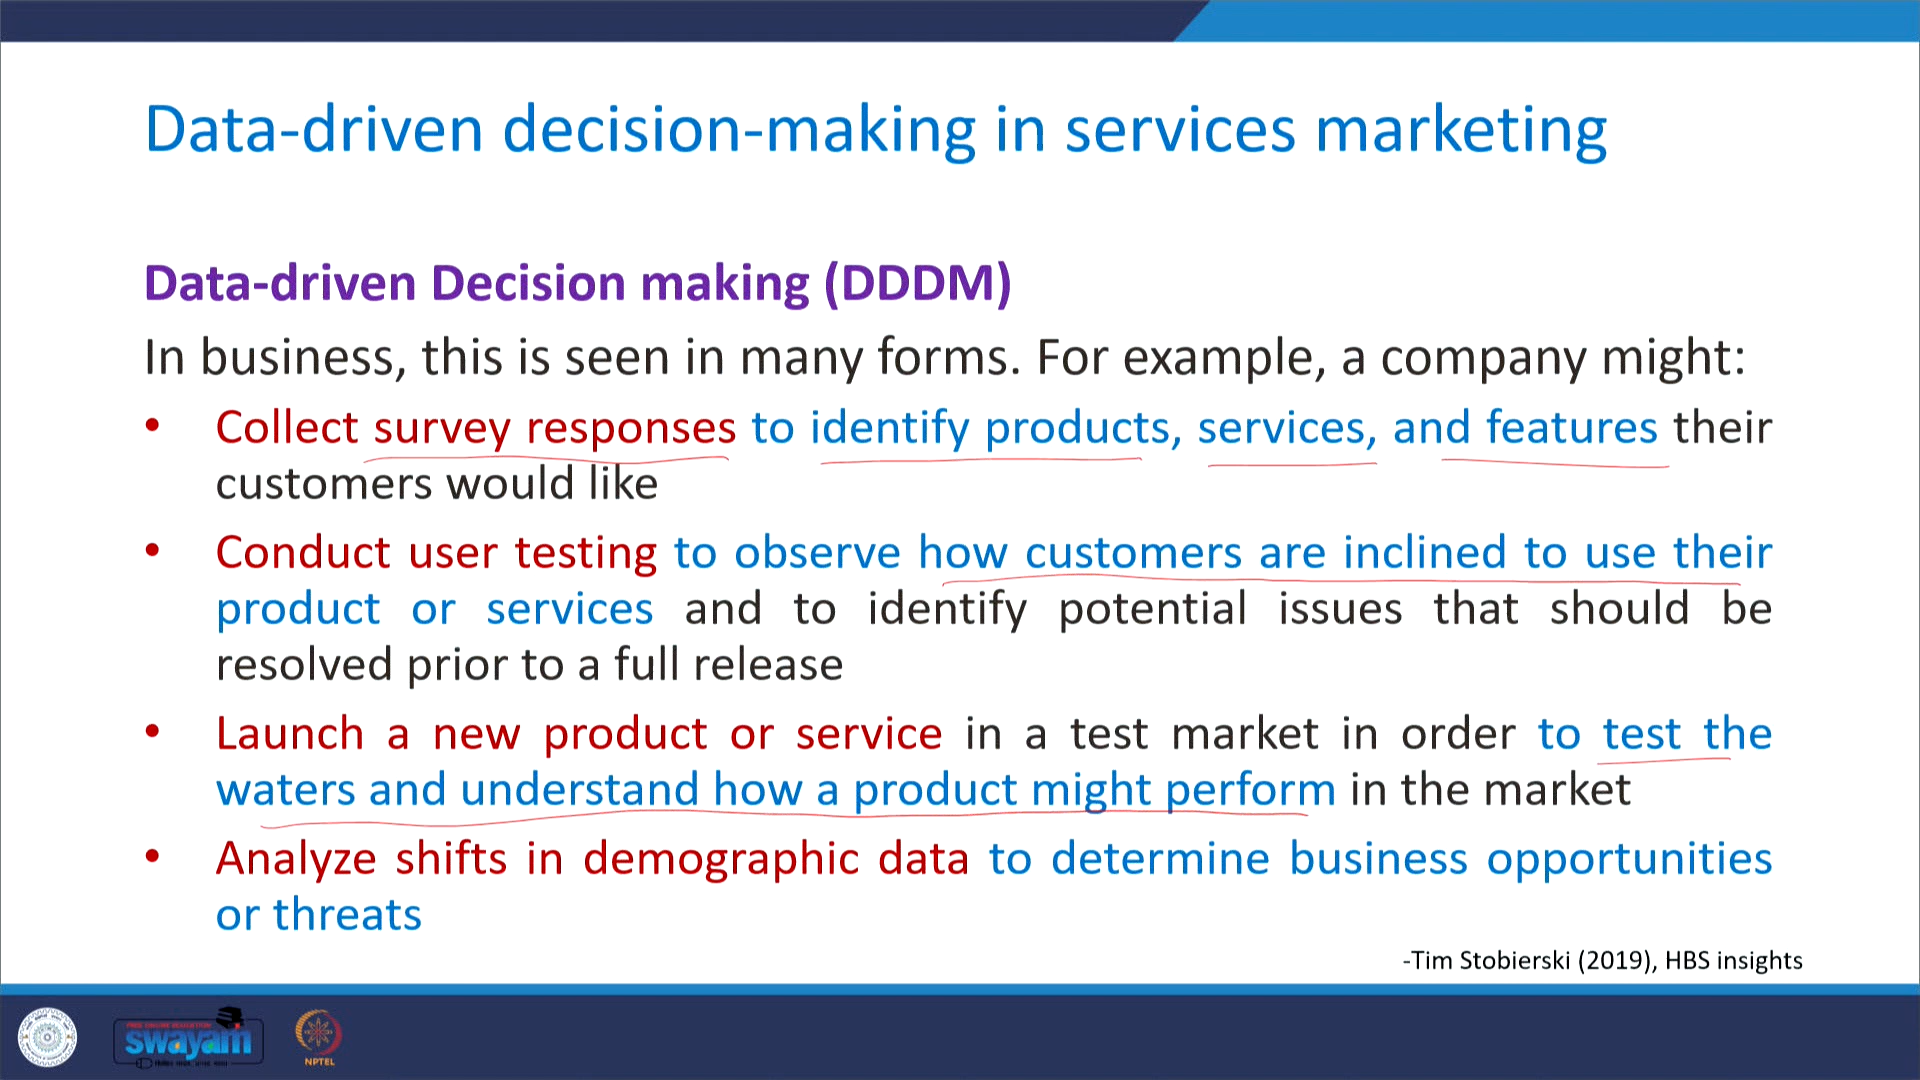 Data-driven decision-making in services marketing
Data-driven Decision making (DDDM)
In business, this is seen in many forms. For example, a company might:
• Collect survey responses to identify products, services, and features their
customers would like
• Conduct user testing to observe how customers are inclined to use their
product or services and to identify potential issues that should be
resolved prior to a full release
• Launch a new product or service in a test market in order to test the
waters and understand how a product might perform in the market
• Analyze shifts in demographic data to determine business opportunities
or threats
-Tim Stobierski (2019), HBS insights
FREE ONLINE EDUCATION
swayam
NPTEL